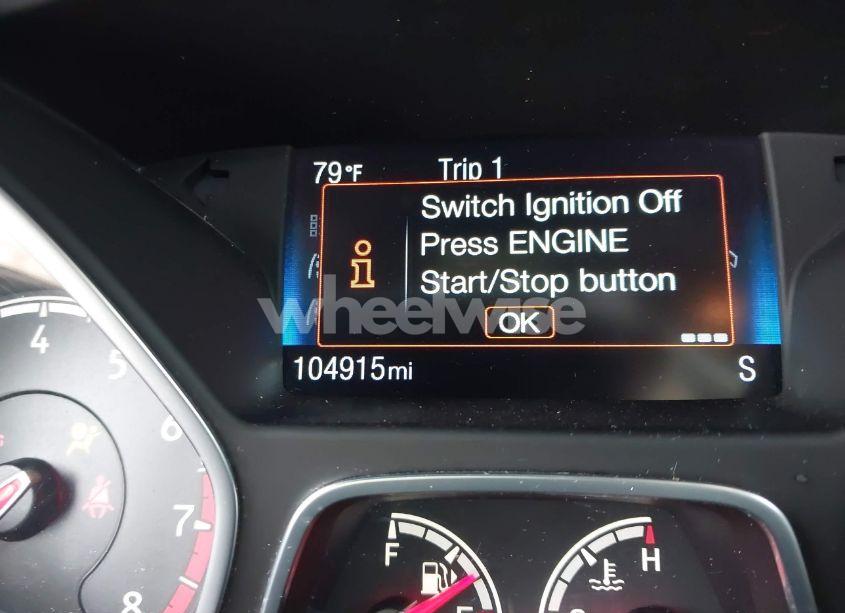 79°F Trip 1
Switch Ignition Off
Press ENGINE
Start/Stop button
OK
wheelwise
104915mi S
4
5
6
7
8
F H